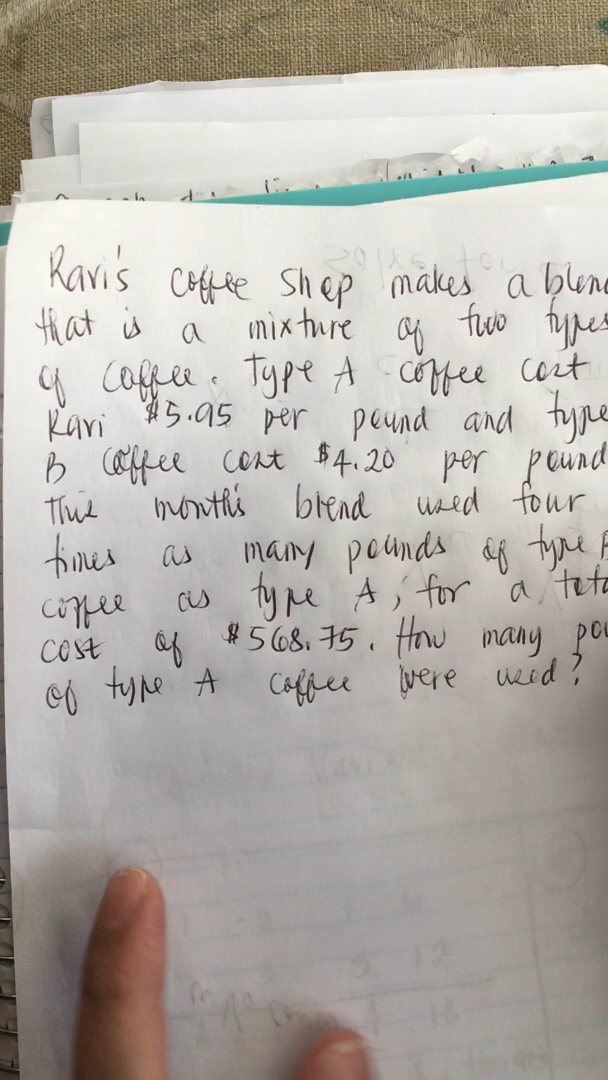 Ravi's coffee shop makes a blend
that is a mixture of two types
of coffee. Type A coffee cost
Ravi $5.95 per pound and type
B coffee cost $4.20 per pound
This month's blend used four
times as many pounds of type B
coffee as type A, for a total
cost of $568.75. How many pou
of type A coffee were used?